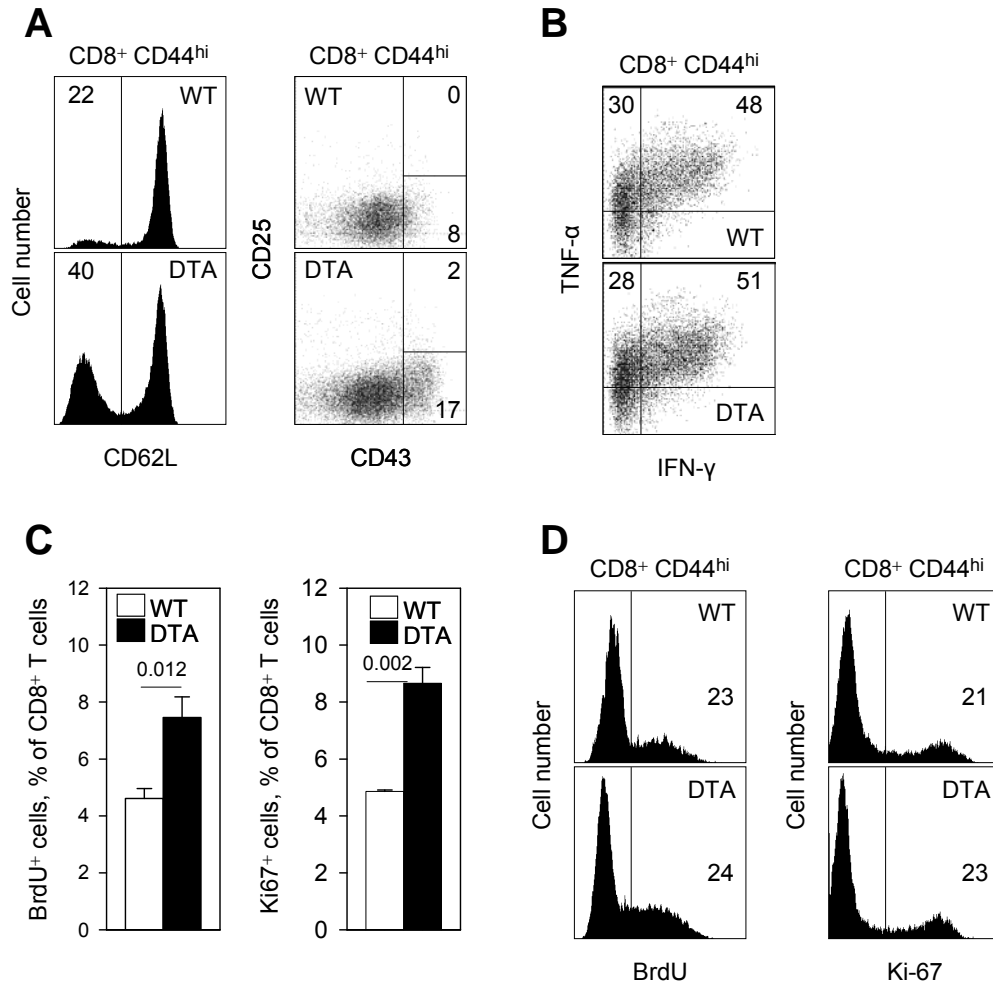 A
CD8+ CD44hi
22
WT
40
DTA
Cell number
CD62L
CD8+ CD44hi
WT
0
8
DTA
2
17
CD25
CD43
B
CD8+ CD44hi
30
48
WT
28
51
DTA
TNF-α
IFN-γ
C
BrdU+ cells, % of CD8+ T cells
12
10
8
6
4
2
0
WT
DTA
0.012
Ki67+ cells, % of CD8+ T cells
12
10
8
6
4
2
0
WT
DTA
0.002
D
CD8+ CD44hi
WT
23
DTA
24
Cell number
BrdU
CD8+ CD44hi
WT
21
DTA
23
Cell number
Ki-67